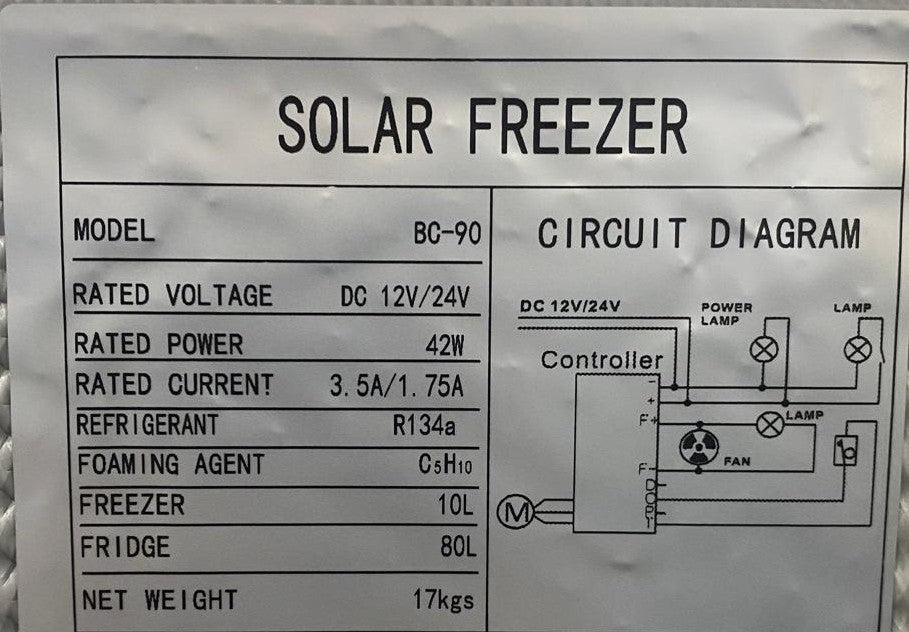 SOLAR FREEZER
MODEL BC-90
RATED VOLTAGE DC 12V/24V
RATED POWER 42W
RATED CURRENT 3.5A/1.75A
REFRIGERANT R134a
FOAMING AGENT C₅H₁₀
FREEZER 10L
FRIDGE 80L
NET WEIGHT 17kgs
CIRCUIT DIAGRAM
DC 12V/24V
POWER
LAMP
LAMP
Controller
-
+
F+
LAMP
FAN
F-
D
C
P
T
M